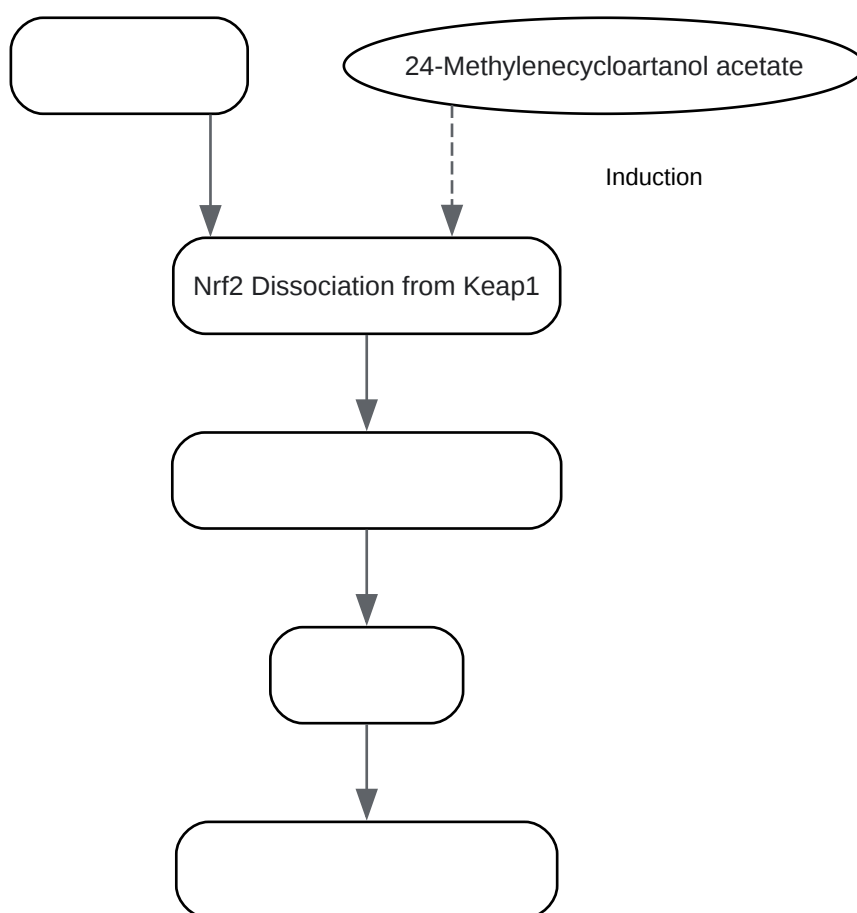 24-Methylenecycloartanol acetate
Induction
Nrf2 Dissociation from Keap1